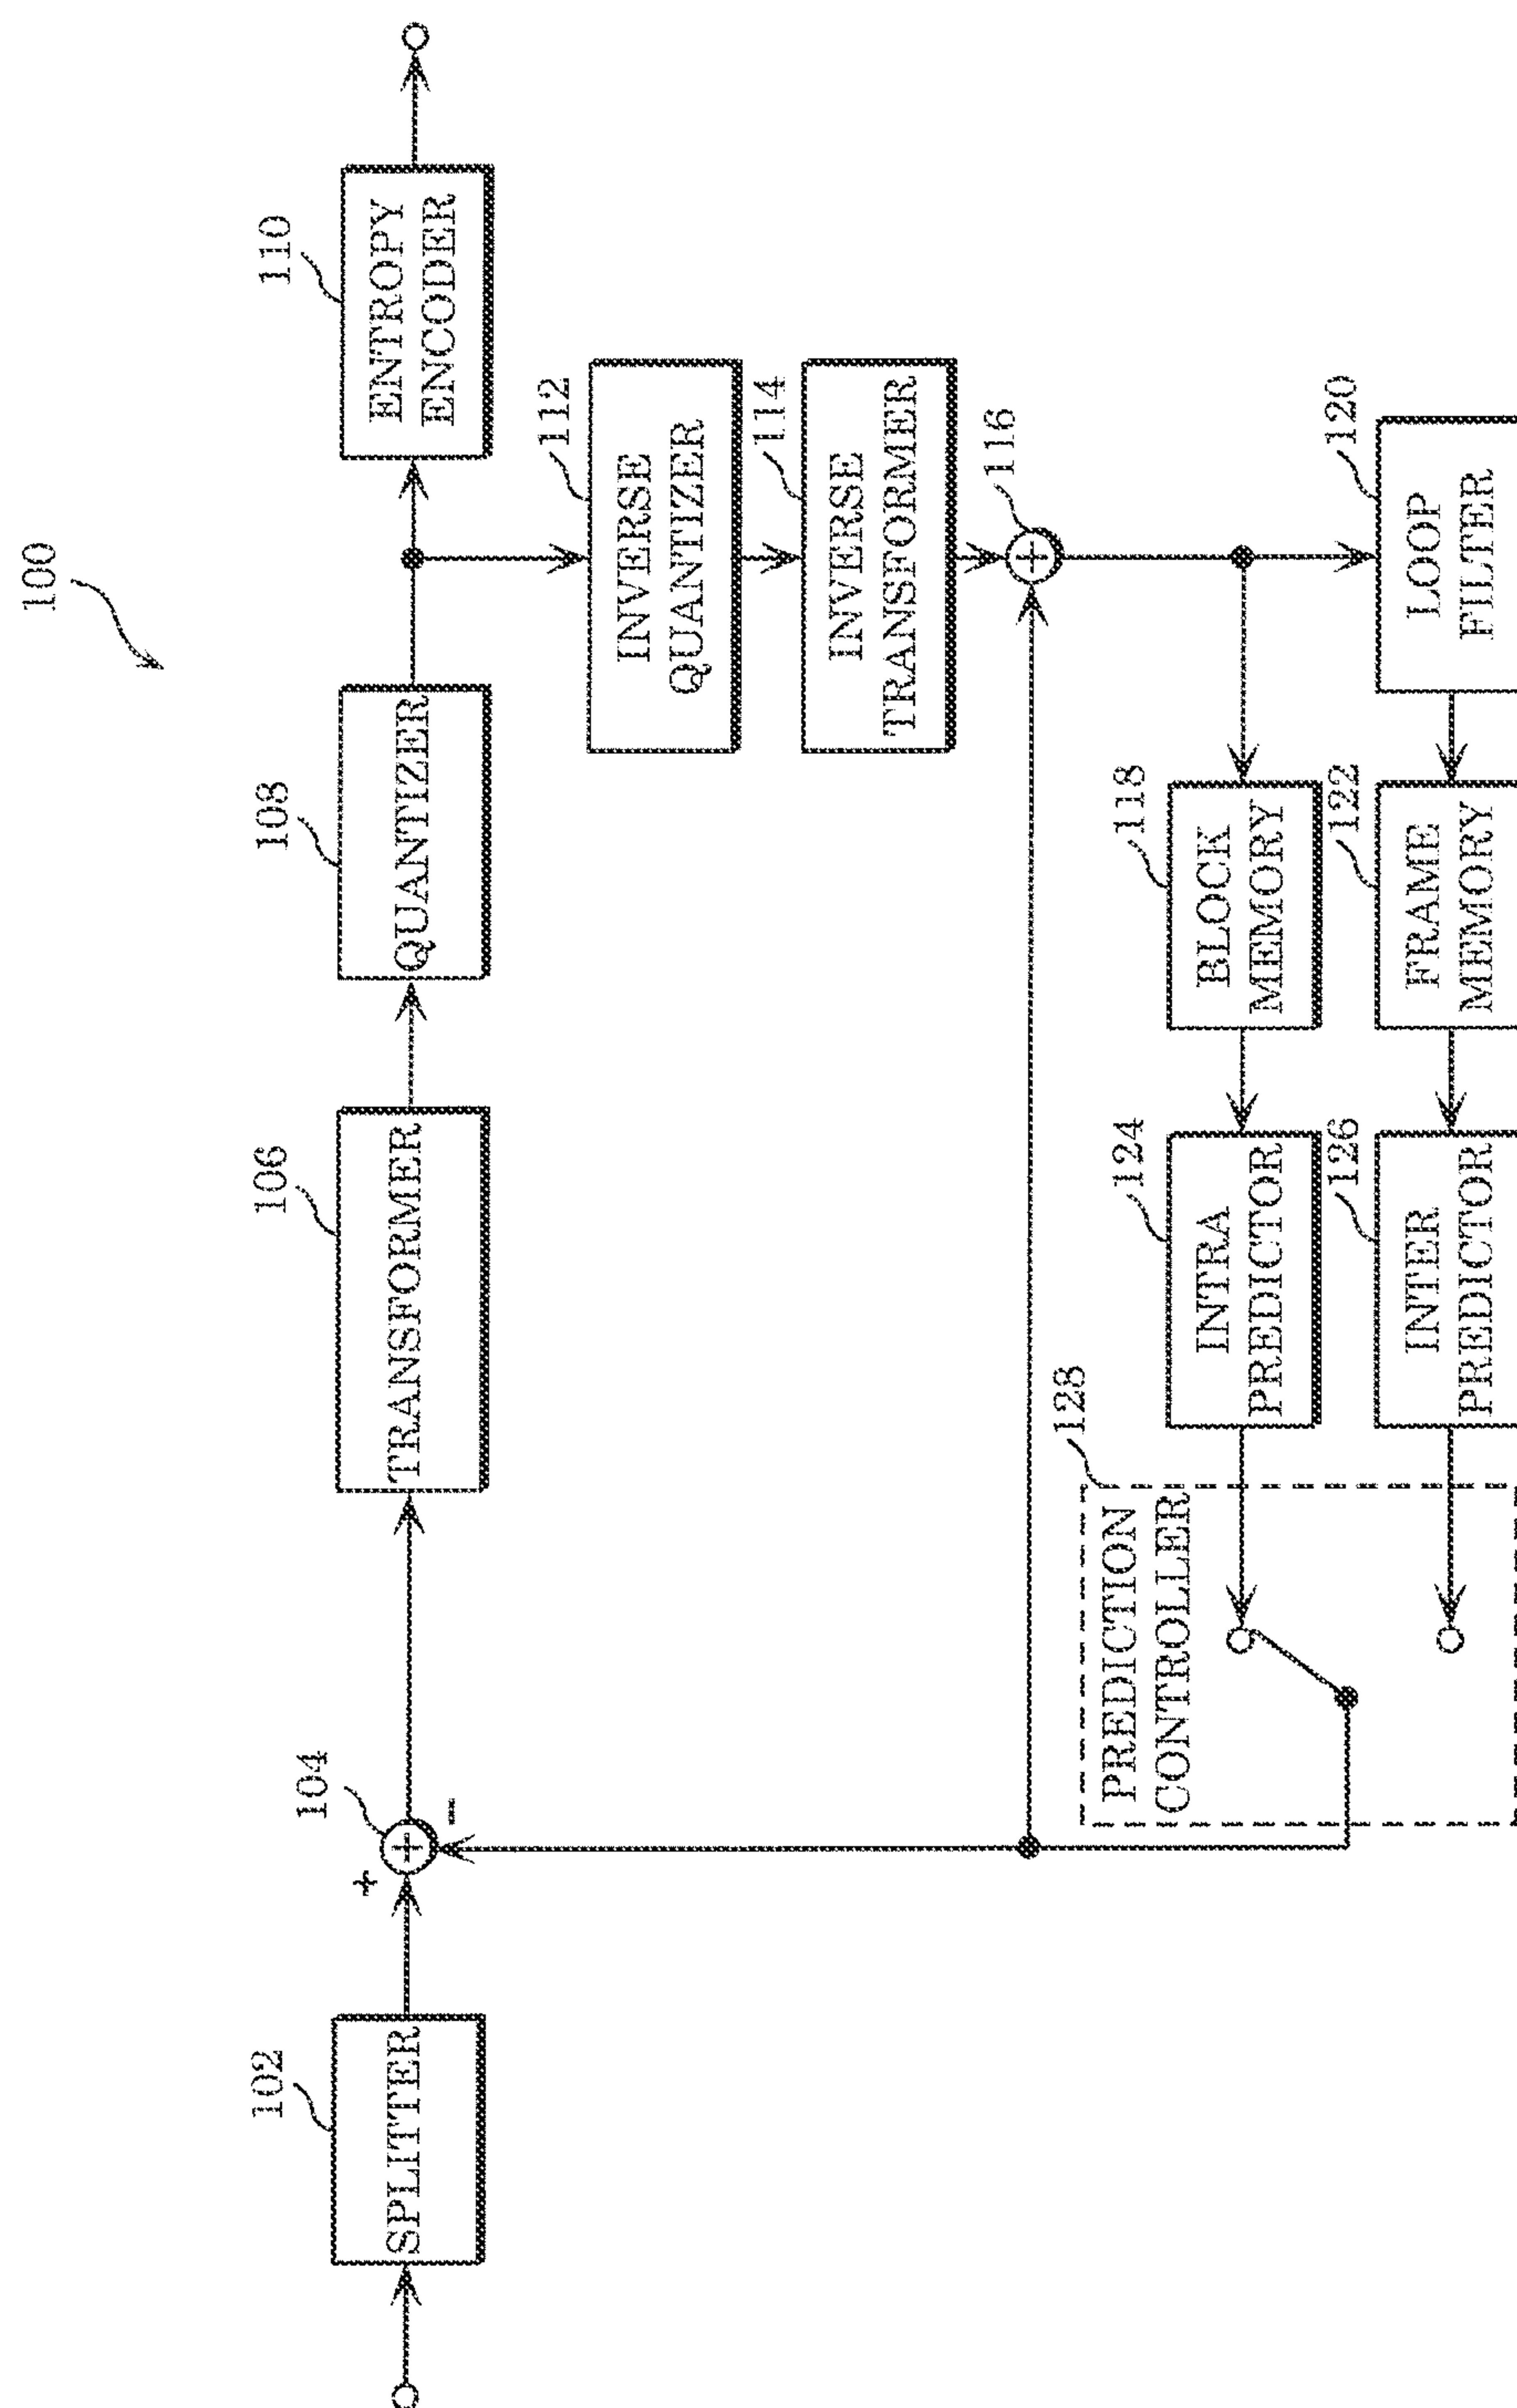 100
102
SPLITTER
104
+
-
106
TRANSFORMER
108
QUANTIZER
110
ENTROPY
ENCODER
112
INVERSE
QUANTIZER
114
INVERSE
TRANSFORMER
116
128
PREDICTION
CONTROLLER
124
INTRA
PREDICTOR
118
BLOCK
MEMORY
126
INTER
PREDICTOR
122
FRAME
MEMORY
120
LOOP
FILTER